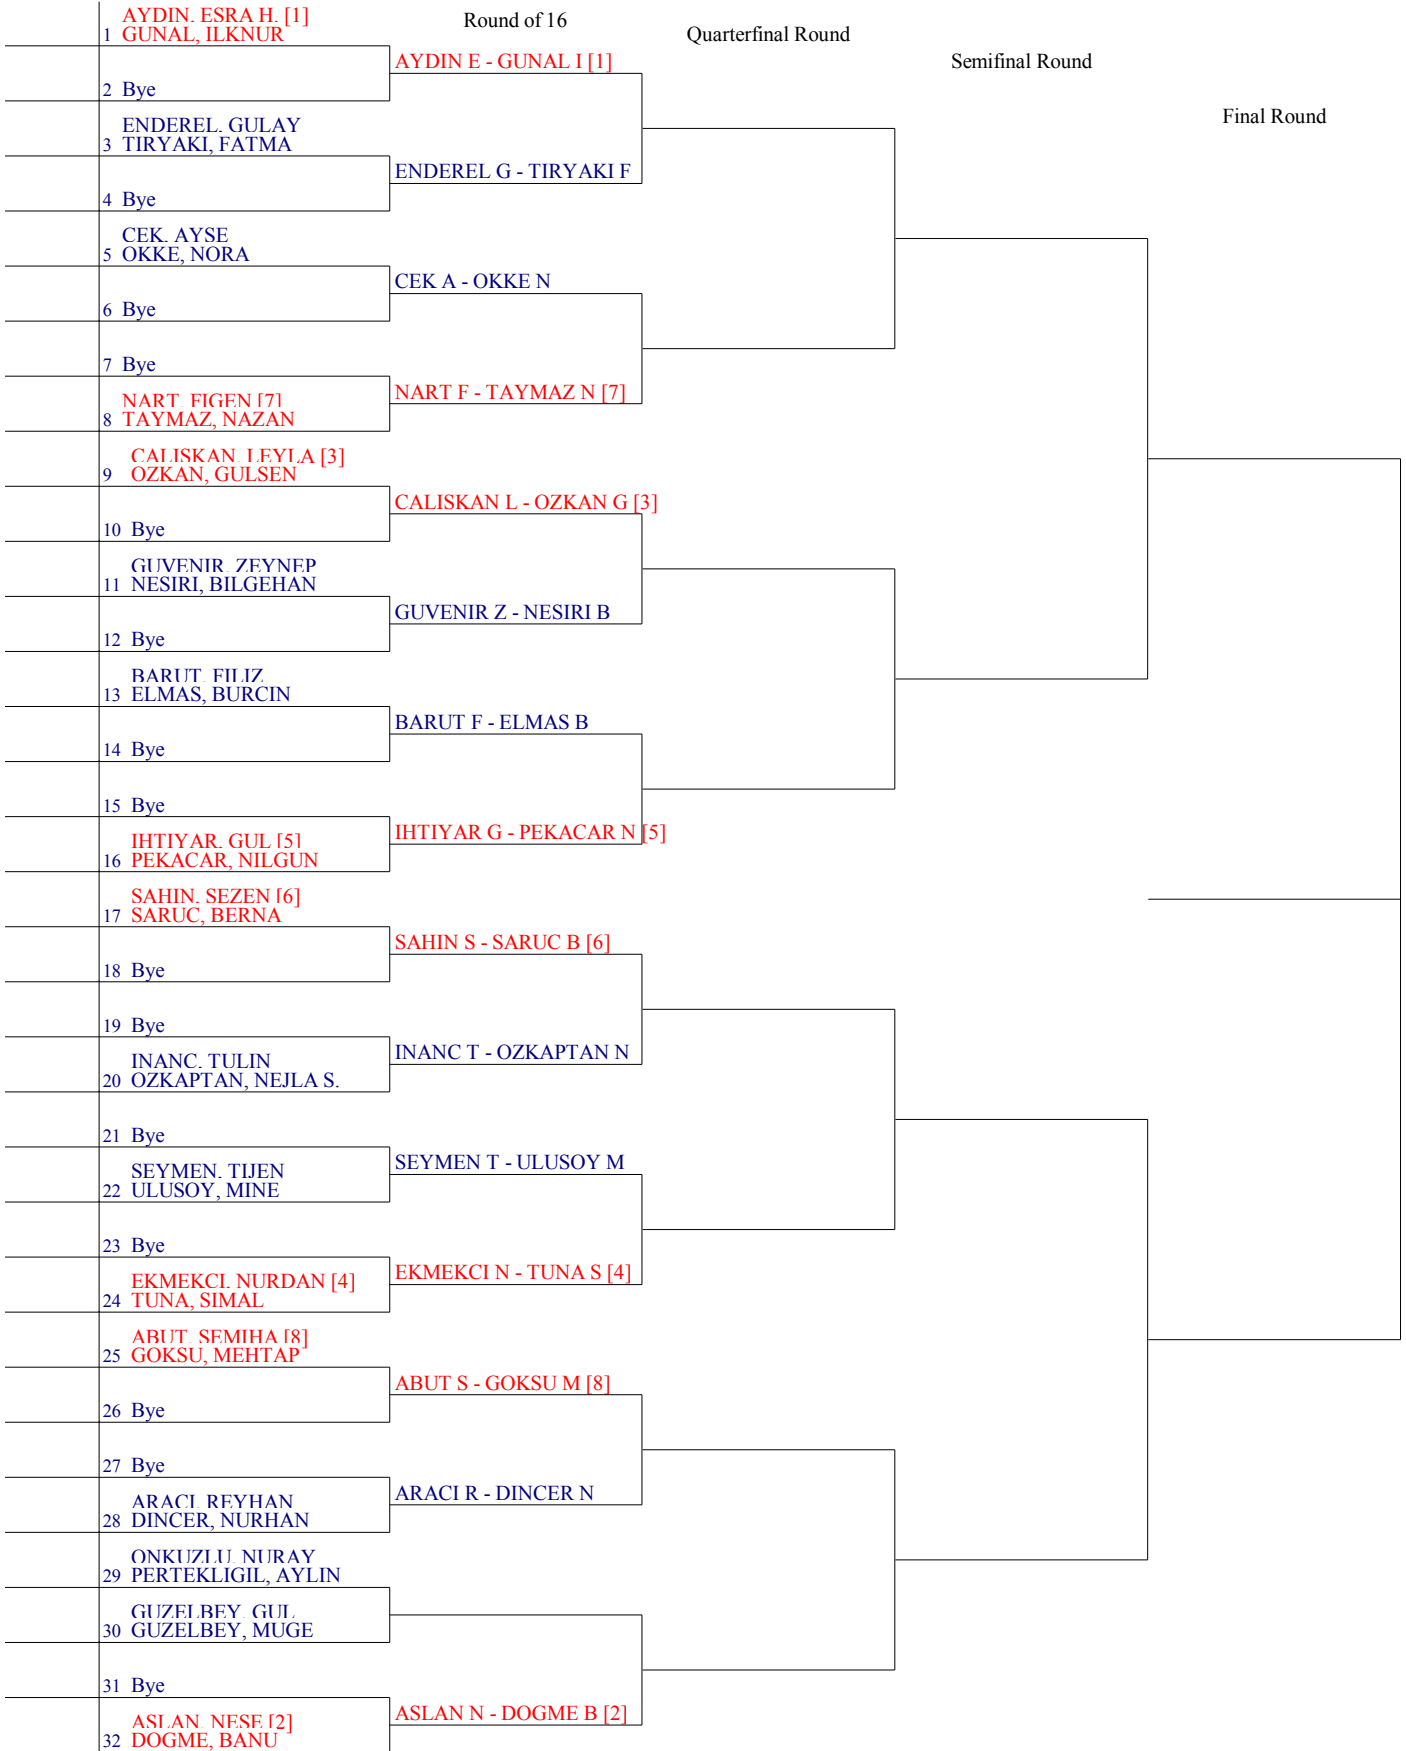 AYDIN, ESRA H. [1]
1 GUNAL, ILKNUR
Round of 16
Quarterfinal Round
Semifinal Round
Final Round
AYDIN E - GUNAL I [1]
2 Bye
ENDEREL, GULAY
3 TIRYAKI, FATMA
ENDEREL G - TIRYAKI F
4 Bye
CEK, AYSE
5 OKKE, NORA
CEK A - OKKE N
6 Bye
7 Bye
NART, FIGEN [7]
8 TAYMAZ, NAZAN
NART F - TAYMAZ N [7]
CALISKAN, LEYLA [3]
9 OZKAN, GULSEN
CALISKAN L - OZKAN G [3]
10 Bye
GUVENIR, ZEYNEP
11 NESIRI, BILGEHAN
GUVENIR Z - NESIRI B
12 Bye
BARUT, FILIZ
13 ELMAS, BURCIN
BARUT F - ELMAS B
14 Bye
15 Bye
IHTIYAR, GUL [5]
16 PEKACAR, NILGUN
IHTIYAR G - PEKACAR N [5]
SAHIN, SEZEN [6]
17 SARUC, BERNA
SAHIN S - SARUC B [6]
18 Bye
19 Bye
INANC, TULIN
20 OZKAPTAN, NEJLA S.
INANC T - OZKAPTAN N
21 Bye
SEYMEN, TIJEN
22 ULUSOY, MINE
SEYMEN T - ULUSOY M
23 Bye
EKMEKCI, NURDAN [4]
24 TUNA, SIMAL
EKMEKCI N - TUNA S [4]
ABUT, SEMIHA [8]
25 GOKSU, MEHTAP
ABUT S - GOKSU M [8]
26 Bye
27 Bye
ARACI, REYHAN
28 DINCER, NURHAN
ARACI R - DINCER N
ONKUZLU, NURAY
29 PERTEKLIGIL, AYLIN
GUZELBEY, GUL
30 GUZELBEY, MUGE
31 Bye
ASLAN, NESE [2]
32 DOGME, BANU
ASLAN N - DOGME B [2]